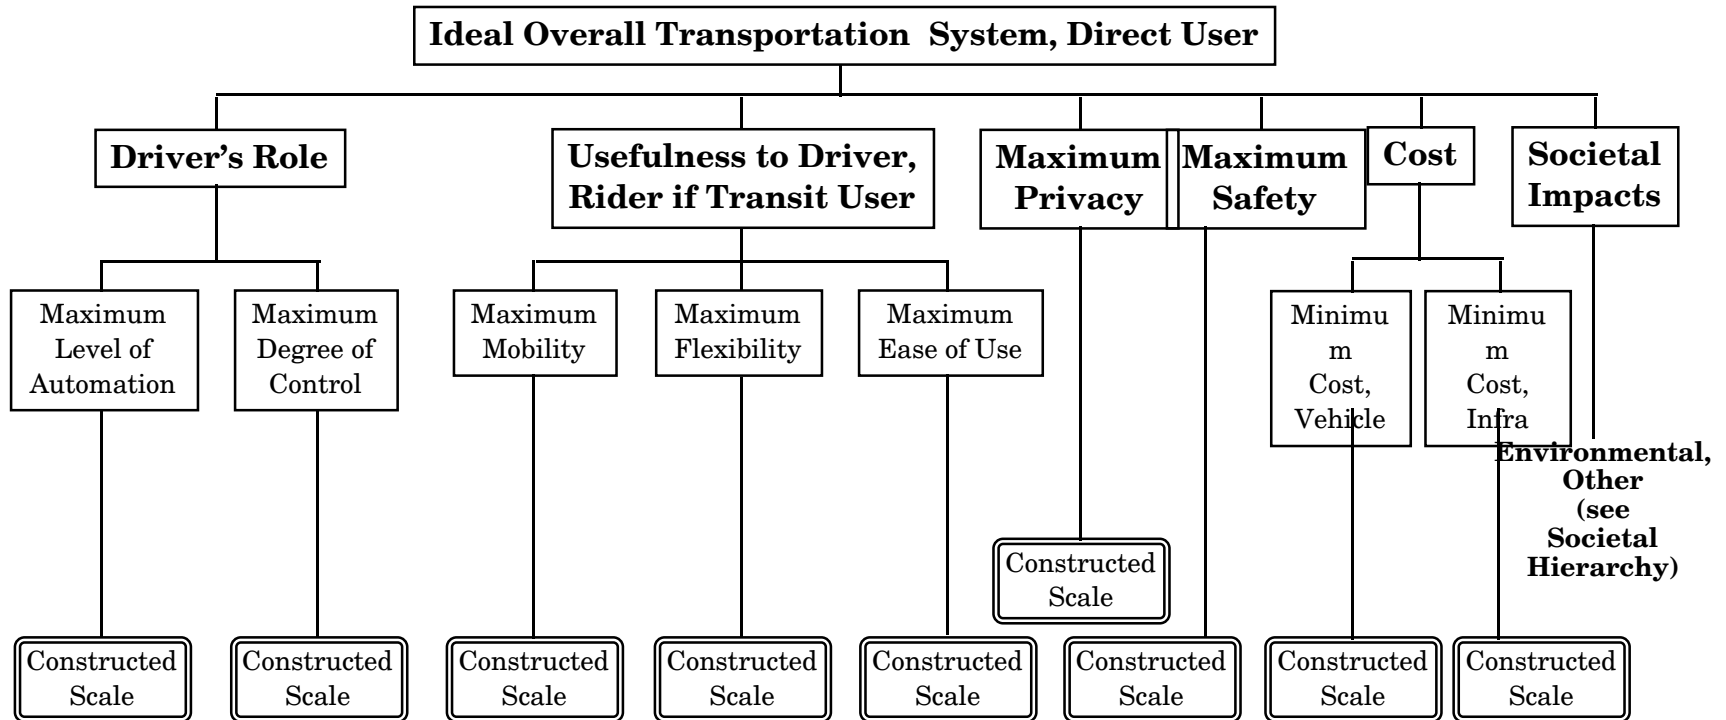 Ideal Overall Transportation System, Direct User
Driver's Role
Usefulness to Driver,
Rider if Transit User
Maximum
Privacy
Maximum
Safety
Cost
Societal
Impacts
Maximum
Level of
Automation
Maximum
Degree of
Control
Maximum
Mobility
Maximum
Flexibility
Maximum
Ease of Use
Minimu
m
Cost,
Vehicle
Minimu
m
Cost,
Infra
Environmental,
Other
(see
Societal
Hierarchy)
Constructed
Scale
Constructed
Scale
Constructed
Scale
Constructed
Scale
Constructed
Scale
Constructed
Scale
Constructed
Scale
Constructed
Scale
Constructed
Scale